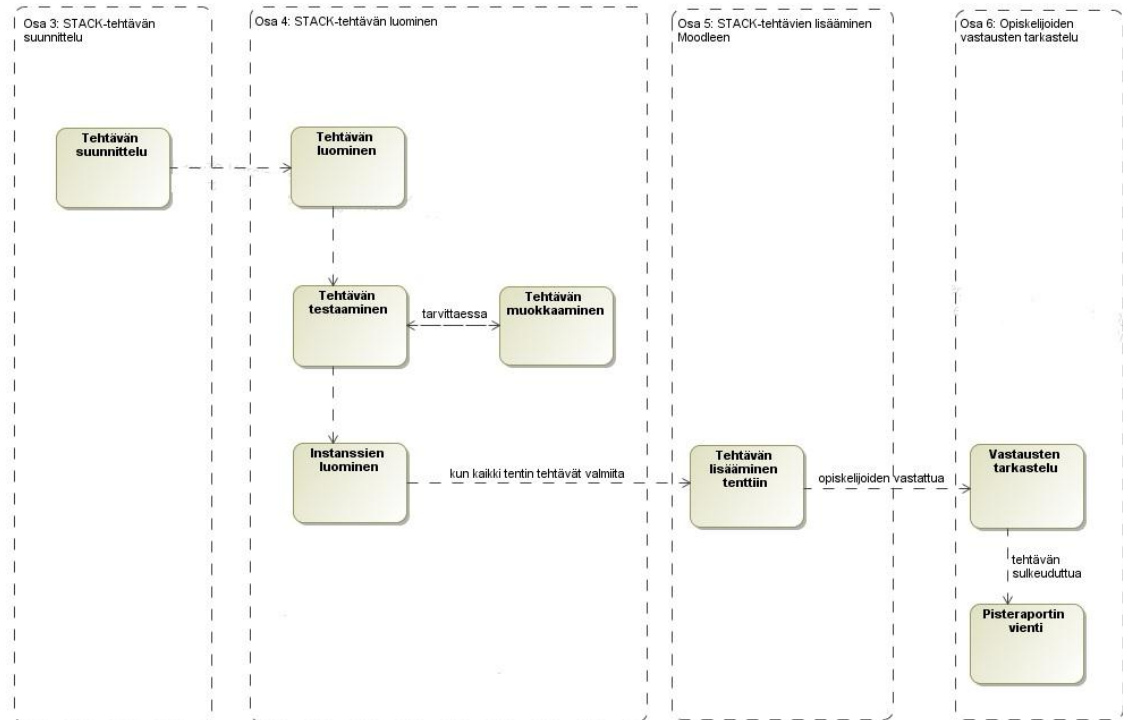 Osa 3: STACK-tehtävän
suunnittelu
Osa 4: STACK-tehtävän luominen
Osa 5: STACK-tehtävien lisääminen
Moodleen
Osa 6: Opiskelijoiden
vastausten tarkastelu
Tehtävän
suunnittelu
Tehtävän
luominen
Tehtävän
testaaminen
tarvittaessa
Tehtävän
muokkaaminen
Instanssien
luominen
kun kaikki tentin tehtävät valmiita
Tehtävän
lisääminen
tenttiin
opiskelijoiden vastattua
Vastausten
tarkastelu
tehtävän
sulkeuduttua
Pisteraportin
vienti